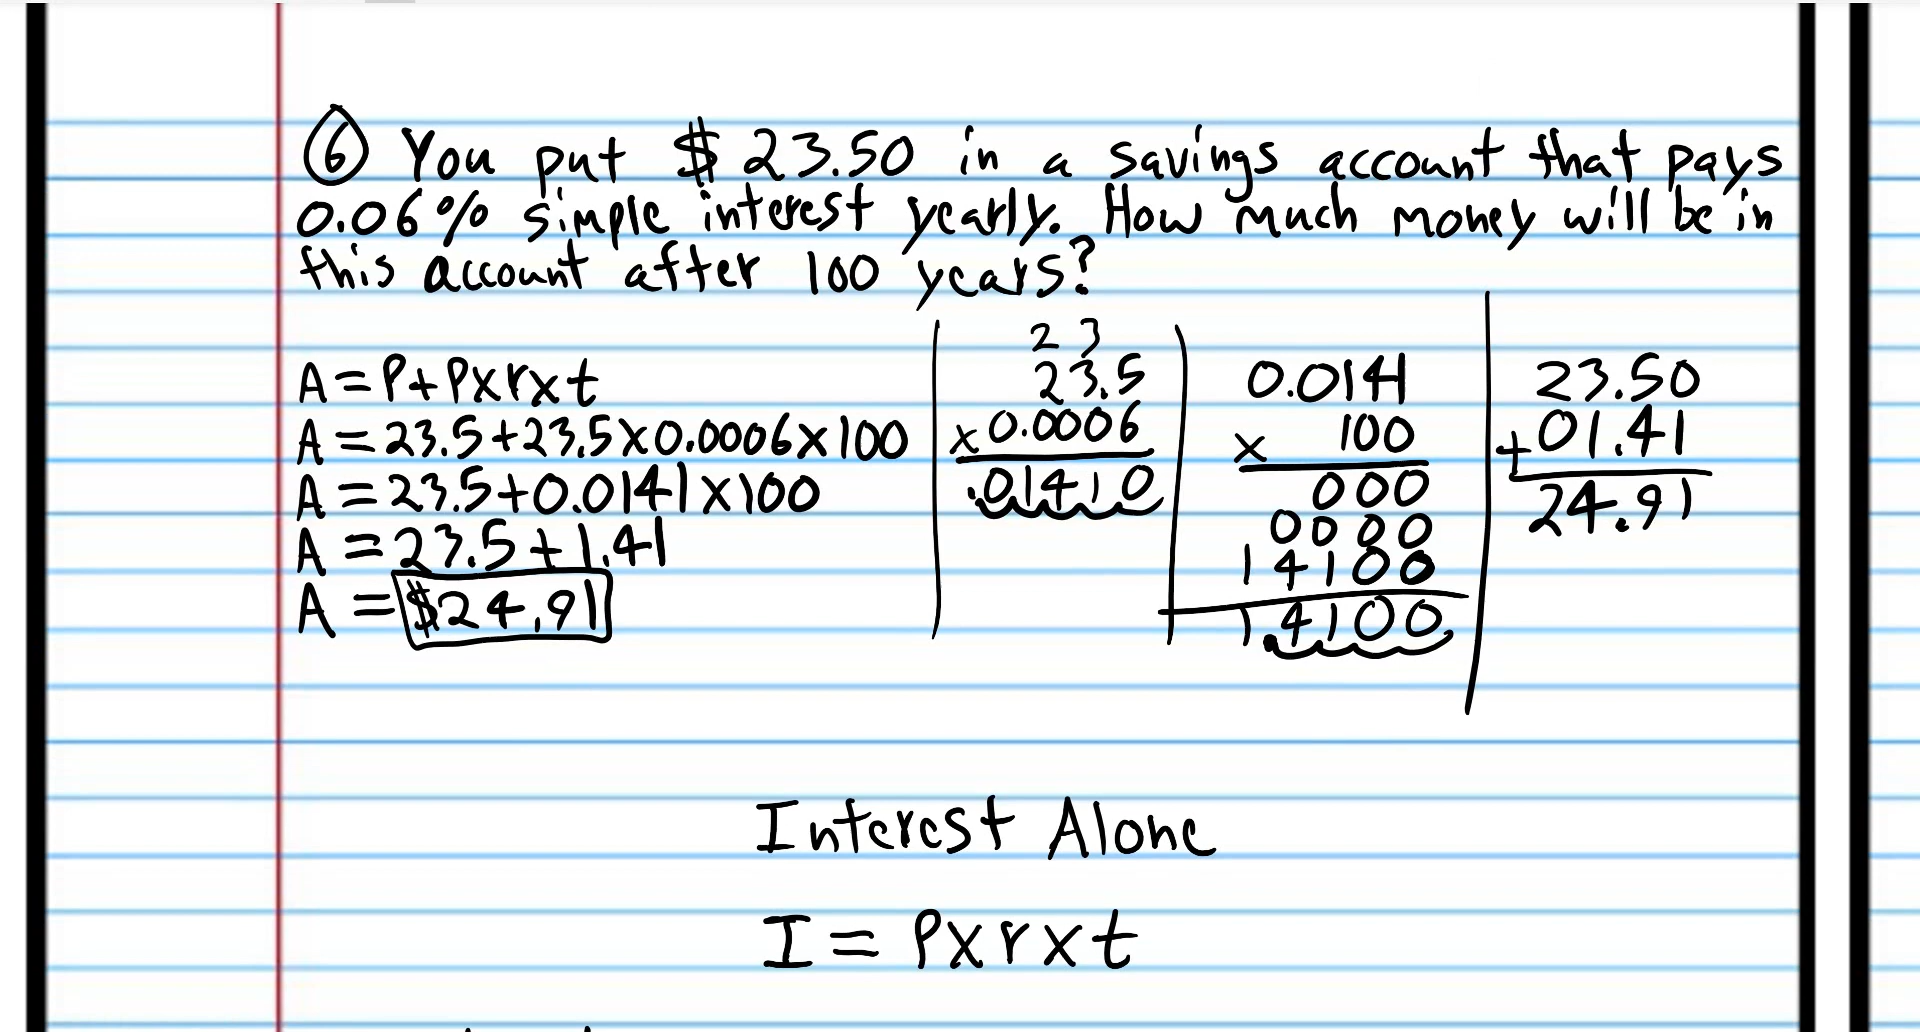 6 You put $ 23.50 in a savings account that pays
0.06% simple interest yearly. How much money will be in
this account after 100 years?
A = P + P x r x t
A = 23.5 + 23.5 x 0.0006 x 100
A = 23.5 + 0.0141 x 100
A = 23.5 + 1.41
A = $24.91
2 3
23.5
x 0.0006
.01410
0.0141
x 100
000
0000
14100
1.4100
23.50
+ 01.41
24.91
Interest Alone
I = P x r x t